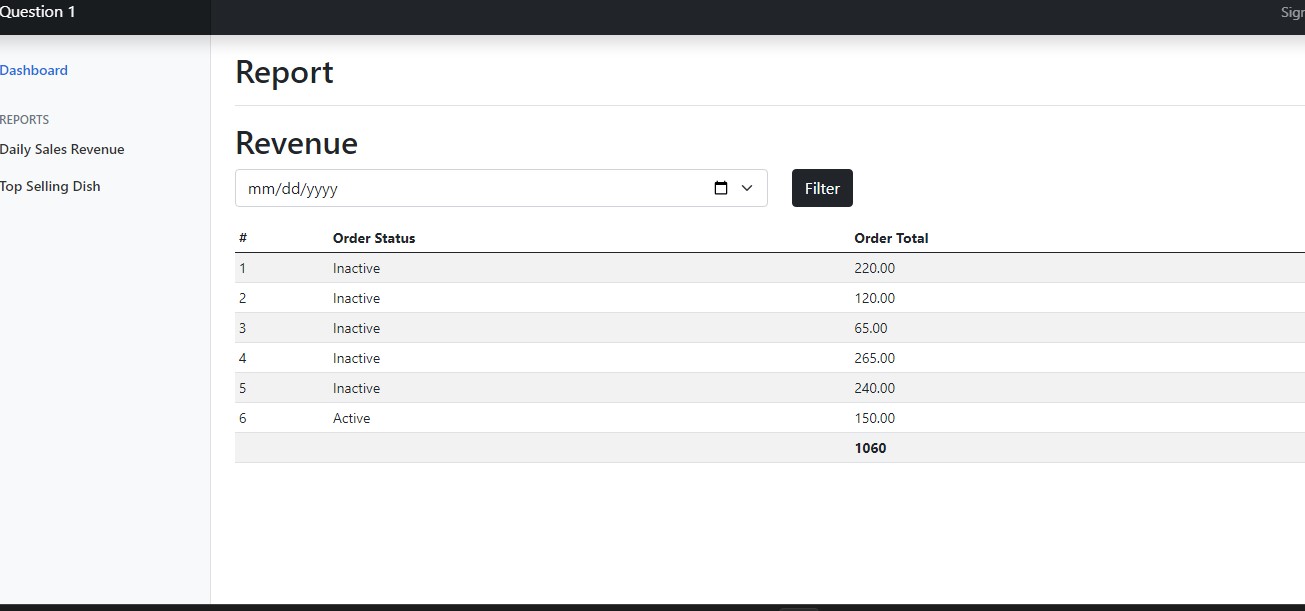 Question 1
Sign
Dashboard
REPORTS
Daily Sales Revenue
Top Selling Dish
Report
Revenue
mm/dd/yyyy
Filter
# Order Status Order Total
1 Inactive 220.00
2 Inactive 120.00
3 Inactive 65.00
4 Inactive 265.00
5 Inactive 240.00
6 Active 150.00
1060